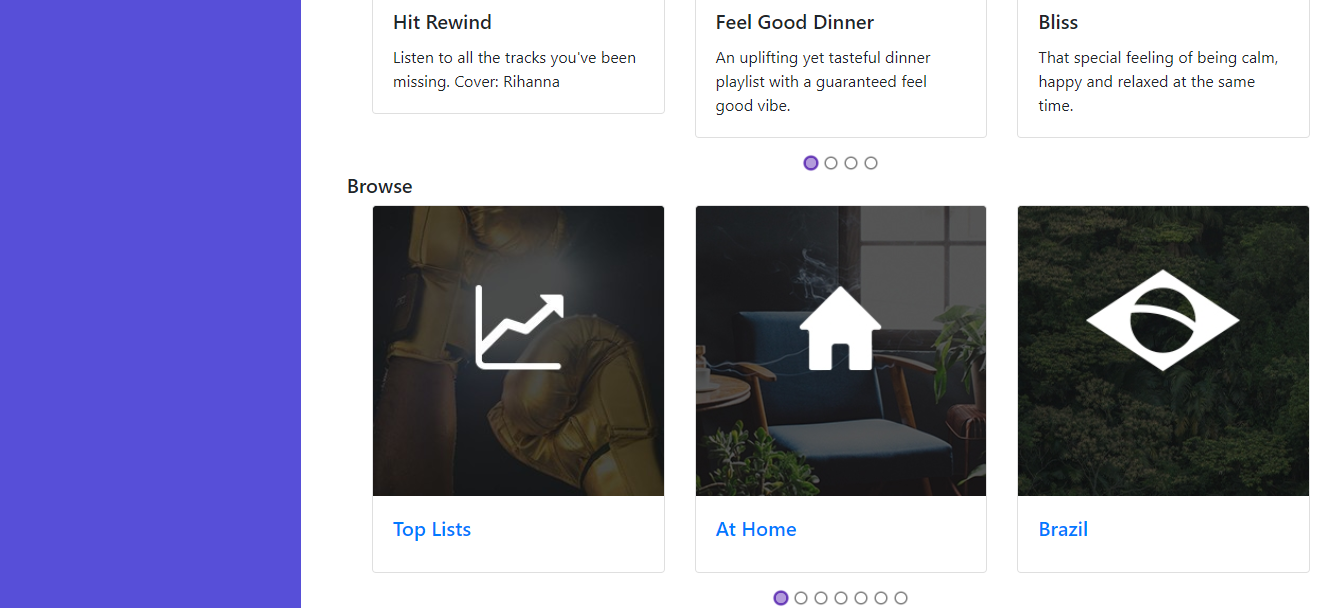 Hit Rewind
Listen to all the tracks you've been
missing. Cover: Rihanna
Feel Good Dinner
An uplifting yet tasteful dinner
playlist with a guaranteed feel
good vibe.
Bliss
That special feeling of being calm,
happy and relaxed at the same
time.
Browse
Top Lists
At Home
Brazil